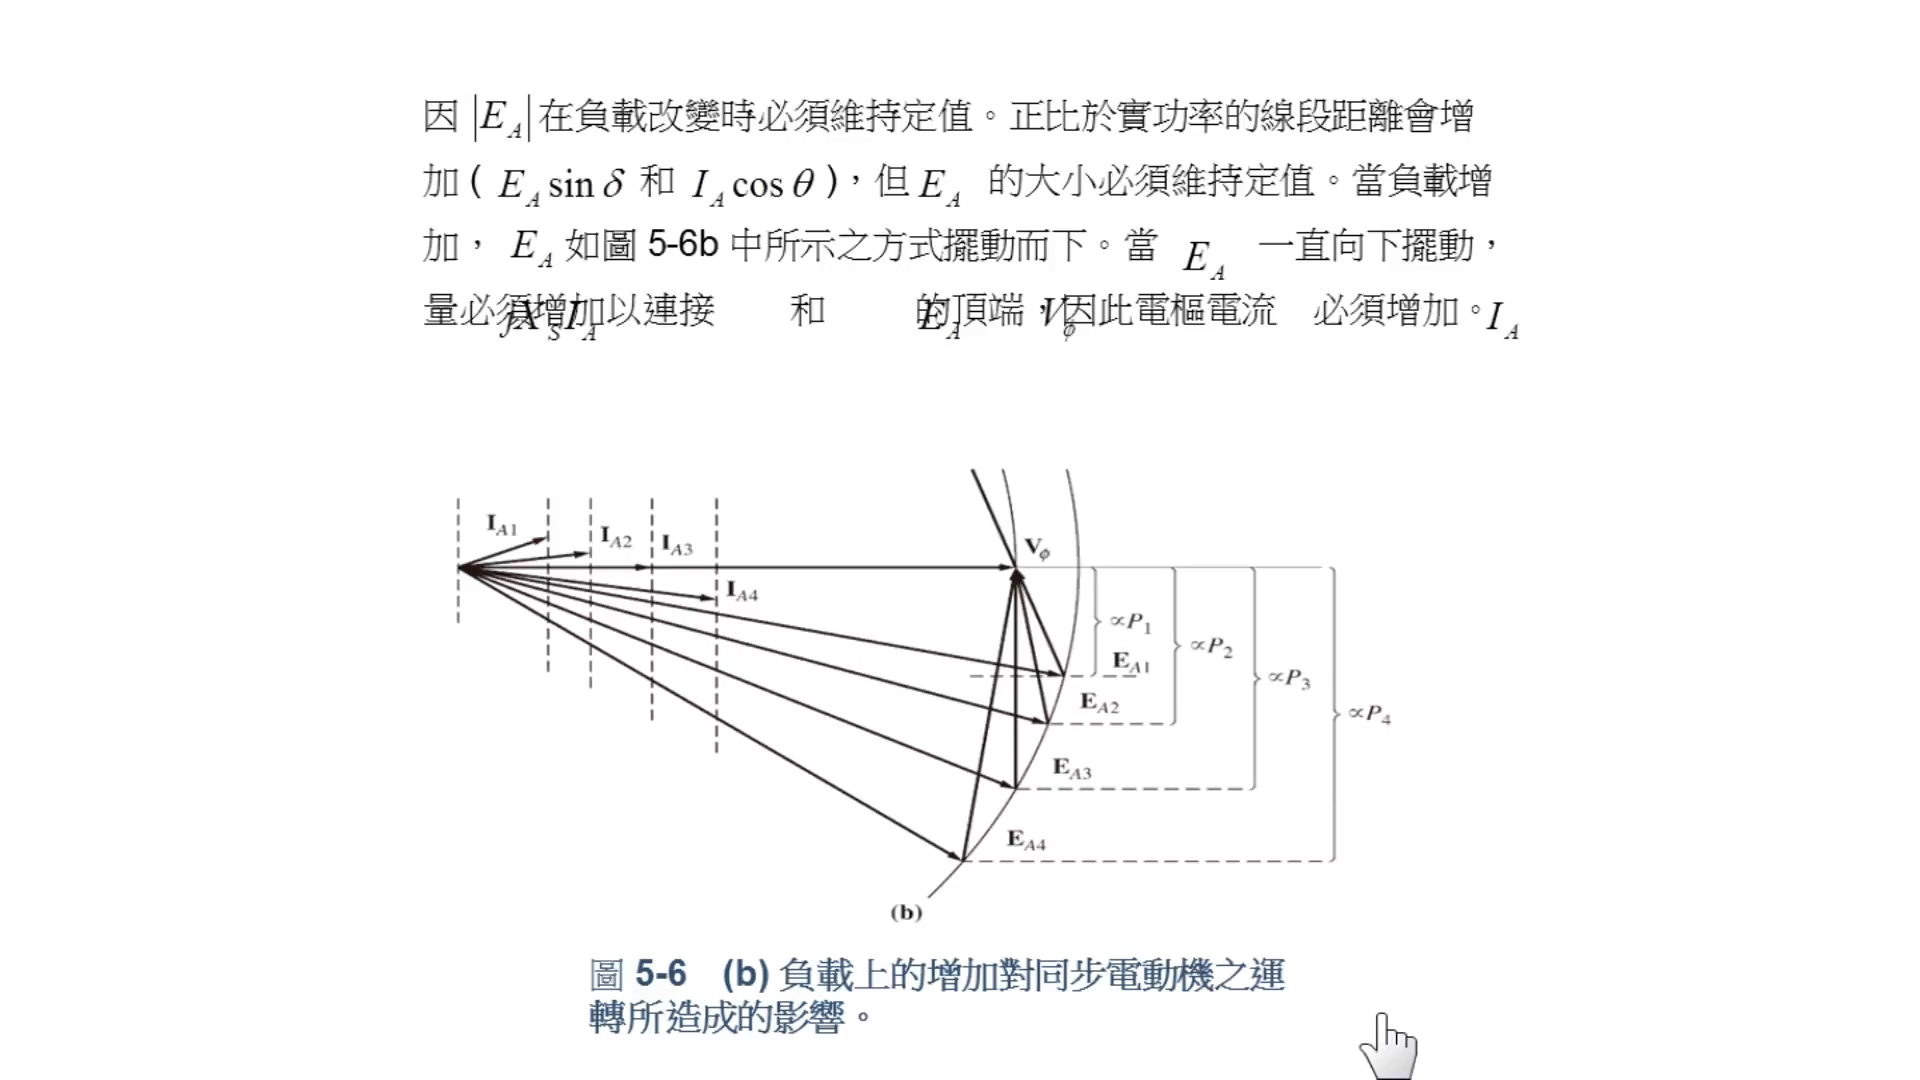 因 |E_A| 在負載改變時必須維持定值。正比於實功率的線段距離會增
加 ( E_A sin δ 和 I_A cos θ )，但 E_A 的大小必須維持定值。當負載增
加， E_A 如圖 5-6b 中所示之方式擺動而下。當 E_A 一直向下擺動，
量必須增加以連接 jX_S I_A 和 E_A 的頂端，V_ϕ 因此電樞電流 必須增加。I_A
I_A1
I_A2
I_A3
V_ϕ
I_A4
∝P_1
∝P_2
E_A1
∝P_3
E_A2
∝P_4
E_A3
E_A4
(b)
圖 5-6 (b) 負載上的增加對同步電動機之運
轉所造成的影響。